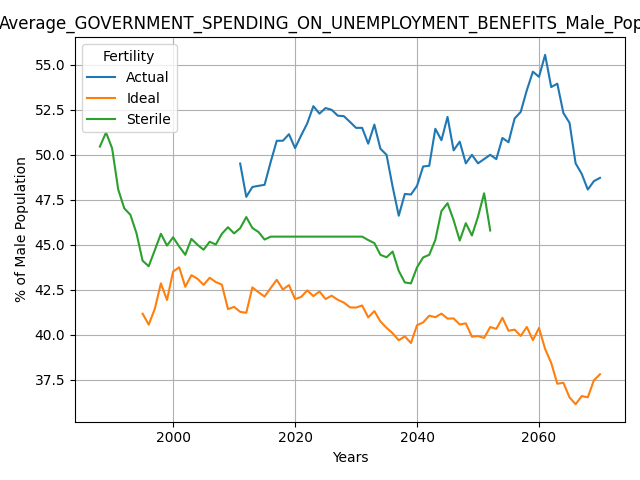 Average_GOVERNMENT_SPENDING_ON_UNEMPLOYMENT_BENEFITS_Male_Pop
Fertility
Actual
Ideal
Sterile
55.0
52.5
50.0
47.5
45.0
42.5
40.0
37.5
% of Male Population
2000 2020 2040 2060
Years